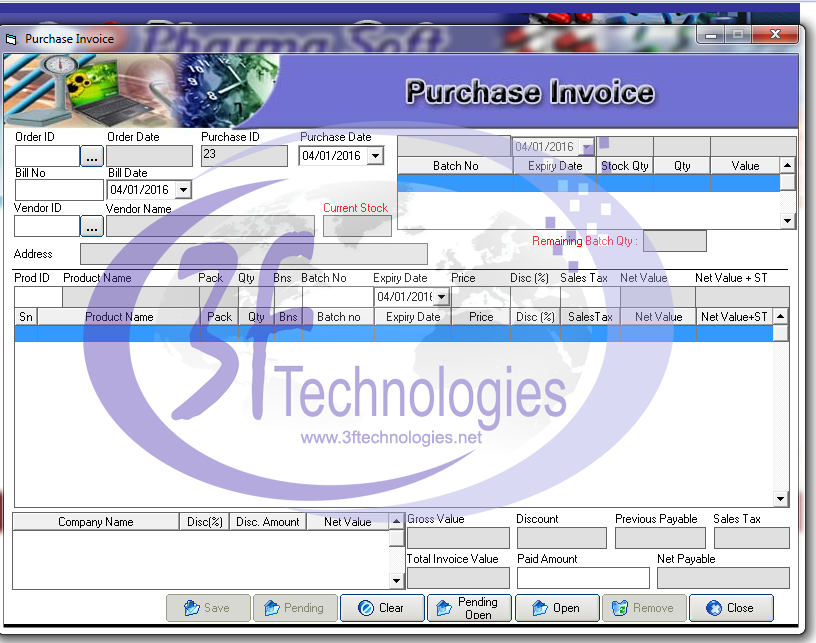 Pharma Soft
Purchase Invoice
Purchase Invoice
Order ID Order Date Purchase ID Purchase Date
... 23 04/01/2016 04/01/2016
Bill No Bill Date Batch No Expiry Date Stock Qty Qty Value
04/01/2016
Vendor ID Vendor Name Current Stock
...
Remaining Batch Qty :
Address
Prod ID Product Name Pack Qty Bns Batch No Expiry Date Price Disc (%) Sales Tax Net Value Net Value + ST
04/01/2016
Sn Product Name Pack Qty Bns Batch no Expiry Date Price Disc (%) SalesTax Net Value Net Value+ST
3f Technologies
www.3ftechnologies.net
Company Name Disc(%) Disc. Amount Net Value Gross Value Discount Previous Payable Sales Tax
Total Invoice Value Paid Amount Net Payable
Save Pending Clear Pending Open Open Remove Close